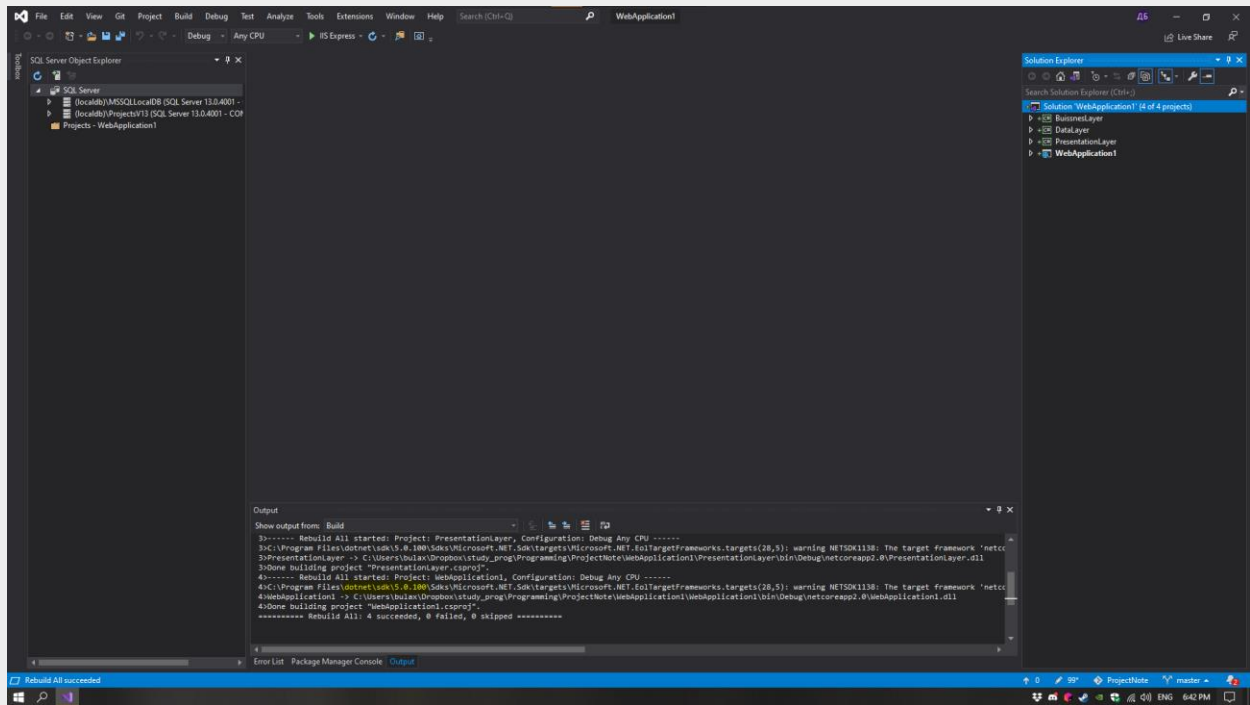 File Edit View Git Project Build Debug Test Analyze Tools Extensions Window Help Search (Ctrl+Q) WebApplication1 ДБ
Debug Any CPU IIS Express Live Share
Toolbox
SQL Server Object Explorer
SQL Server
(localdb)\MSSQLLocalDB (SQL Server 13.0.4001 -
(localdb)\ProjectsV13 (SQL Server 13.0.4001 - COM
Projects - WebApplication1
Solution Explorer
Search Solution Explorer (Ctrl+;)
Solution 'WebApplication1' (4 of 4 projects)
BuissnesLayer
DataLayer
PresentationLayer
WebApplication1
Output
Show output from: Build
3>------ Rebuild All started: Project: PresentationLayer, Configuration: Debug Any CPU ------
3>C:\Program Files\dotnet\sdk\5.0.100\Sdks\Microsoft.NET.Sdk\targets\Microsoft.NET.EolTargetFrameworks.targets(28,5): warning NETSDK1138: The target framework 'netcc
3>PresentationLayer -> C:\Users\bulax\Dropbox\study_prog\Programming\ProjectNote\WebApplication1\PresentationLayer\bin\Debug\netcoreapp2.0\PresentationLayer.dll
3>Done building project "PresentationLayer.csproj".
4>------ Rebuild All started: Project: WebApplication1, Configuration: Debug Any CPU ------
4>C:\Program Files\dotnet\sdk\5.0.100\Sdks\Microsoft.NET.Sdk\targets\Microsoft.NET.EolTargetFrameworks.targets(28,5): warning NETSDK1138: The target framework 'netcc
4>WebApplication1 -> C:\Users\bulax\Dropbox\study_prog\Programming\ProjectNote\WebApplication1\WebApplication1\bin\Debug\netcoreapp2.0\WebApplication1.dll
4>Done building project "WebApplication1.csproj".
========== Rebuild All: 4 succeeded, 0 failed, 0 skipped ==========
Error List Package Manager Console Output
Rebuild All succeeded 0 99+ ProjectNote master 2
ENG 6:42 PM